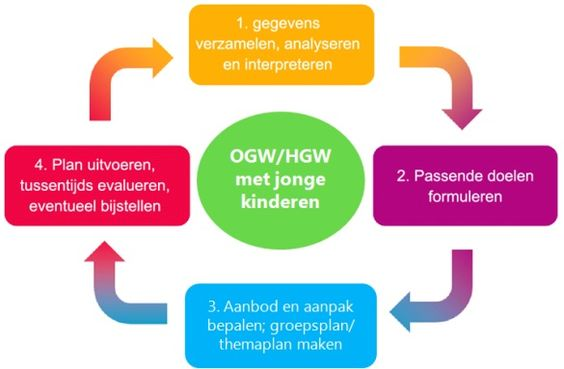 1. gegevens
verzamelen, analyseren
en interpreteren
OGW/HGW
met jonge
kinderen
2. Passende doelen
formuleren
3. Aanbod en aanpak
bepalen; groepsplan/
themaplan maken
4. Plan uitvoeren,
tussentijds evalueren,
eventueel bijstellen